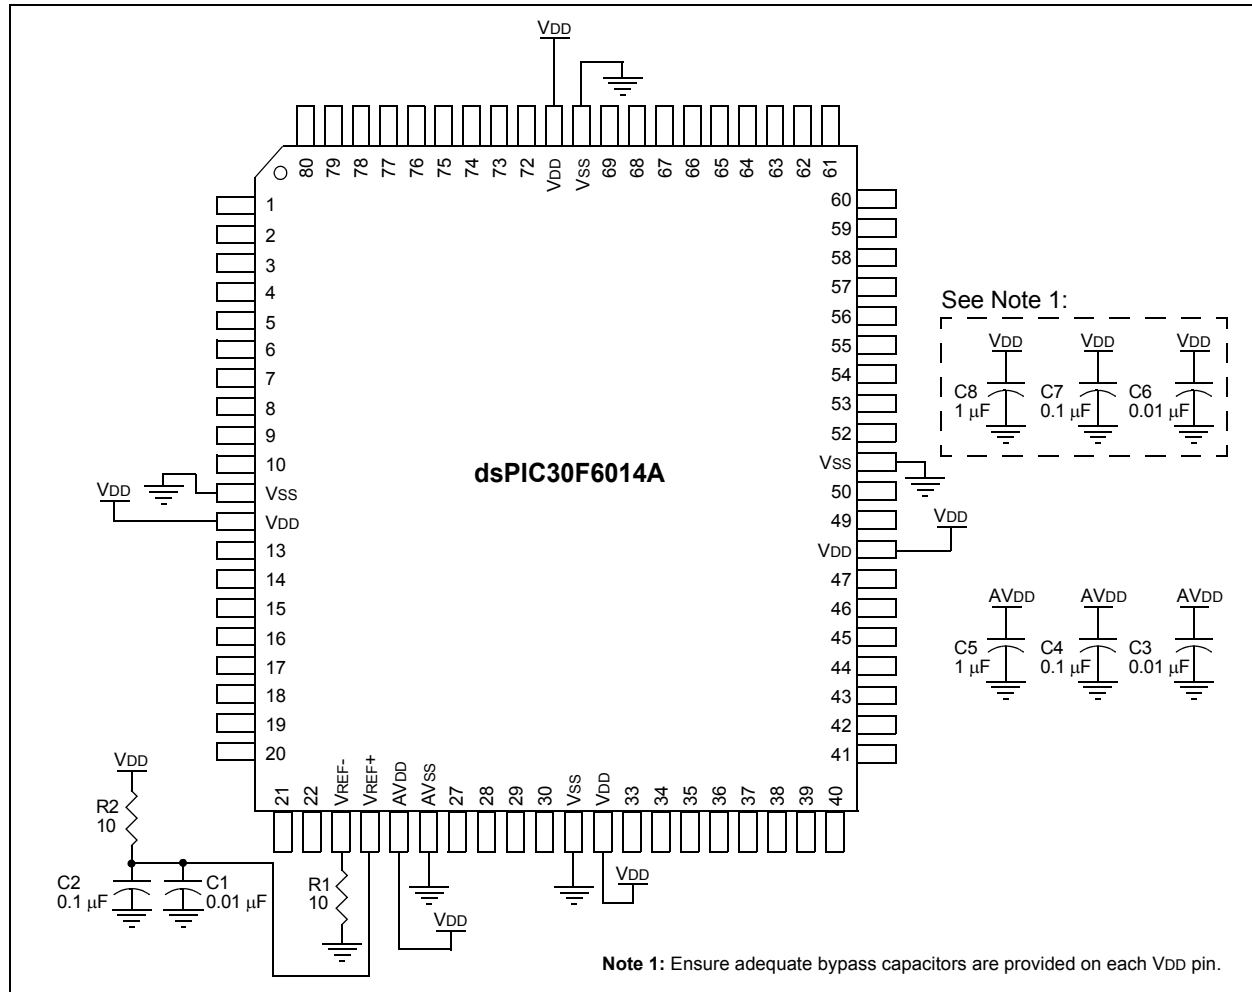 VDD
80 79 78 77 76 75 74 73 72 VDD VSS 69 68 67 66 65 64 63 62 61
1
2
3
4
5
6
7
8
9
10
VSS
VDD
VDD
13
14
15
16
17
18
19
20
dsPIC30F6014A
60
59
58
57
56
55
54
53
52
VSS
50
49
VDD
VDD
47
46
45
44
43
42
41
See Note 1:
VDD VDD VDD
C8 C7 C6
1 µF 0.1 µF 0.01 µF
AVDD AVDD AVDD
C5 C4 C3
1 µF 0.1 µF 0.01 µF
21 22 VREF- VREF+ AVDD AVSS 27 28 29 30 VSS VDD 33 34 35 36 37 38 39 40
VDD
R2
10
C2
0.1 µF
C1
0.01 µF
R1
10
VDD
VDD
Note 1: Ensure adequate bypass capacitors are provided on each VDD pin.